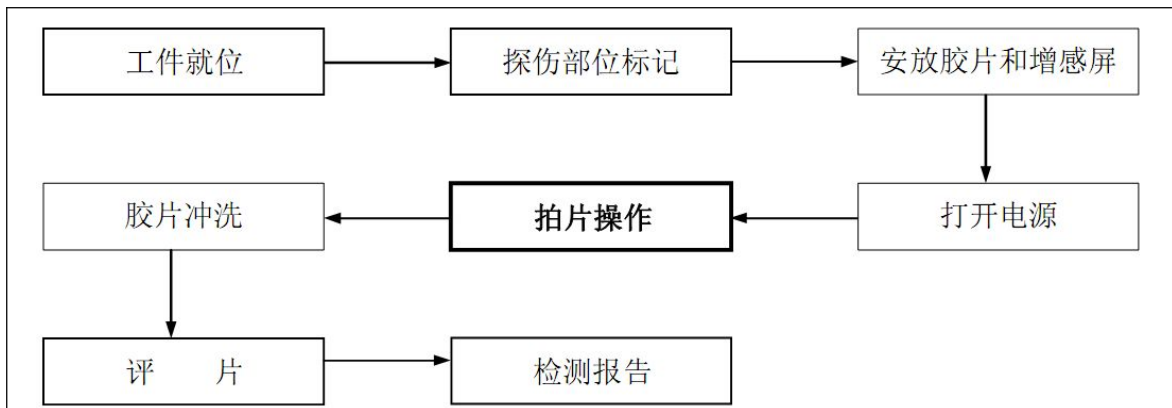 工件就位
探伤部位标记
安放胶片和增感屏
打开电源
拍片操作
胶片冲洗
评 片
检测报告